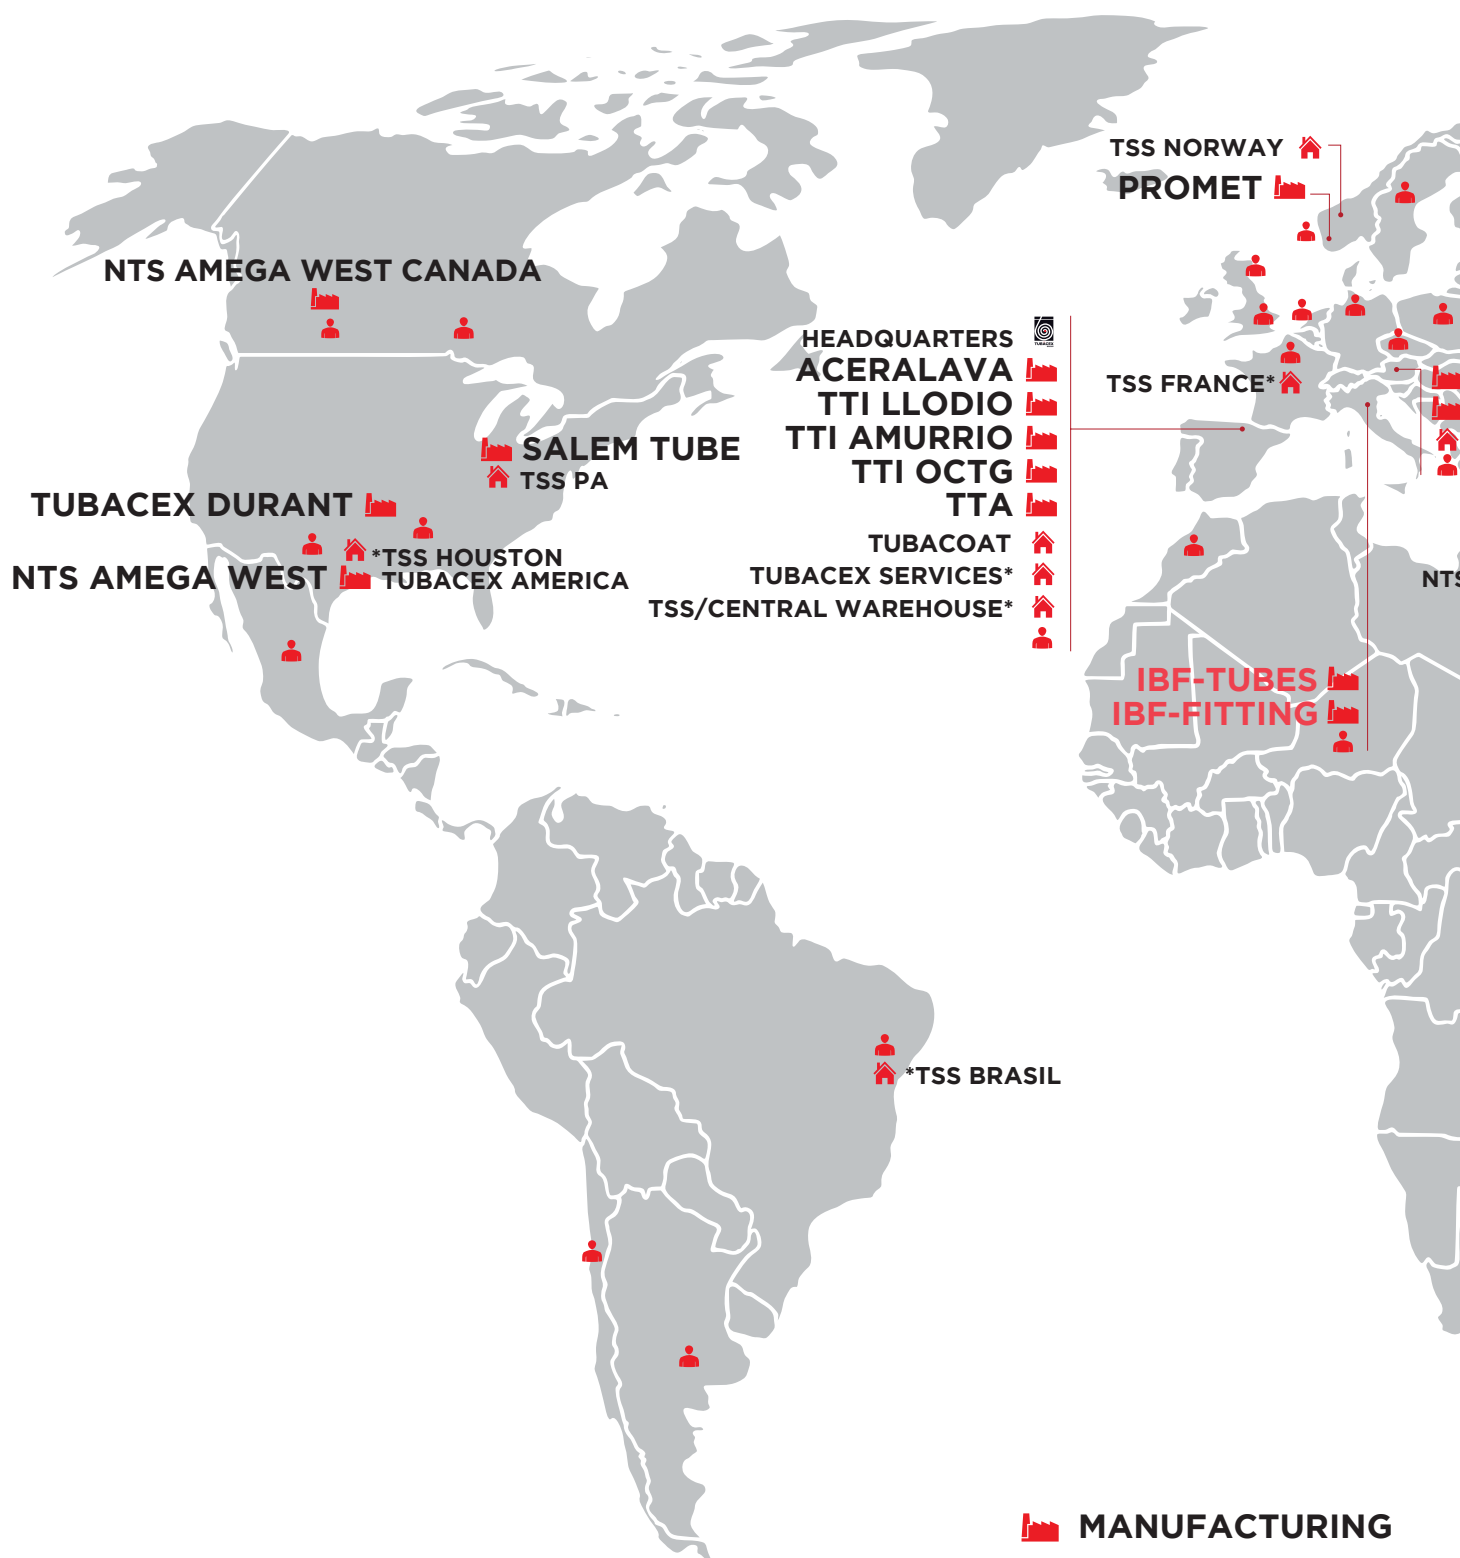 TSS NORWAY
PROMET
NTS AMEGA WEST CANADA
HEADQUARTERS
TUBACEX
ACERALAVA
TSS FRANCE*
TTI LLODIO
TTI AMURRIO
SALEM TUBE
TTI OCTG
TSS PA
TUBACEX DURANT
TTA
TUBACOAT
*TSS HOUSTON
NTS AMEGA WEST
TUBACEX AMERICA
TUBACEX SERVICES*
NTS
TSS/CENTRAL WAREHOUSE*
IBF-TUBES
IBF-FITTING
*TSS BRASIL
MANUFACTURING